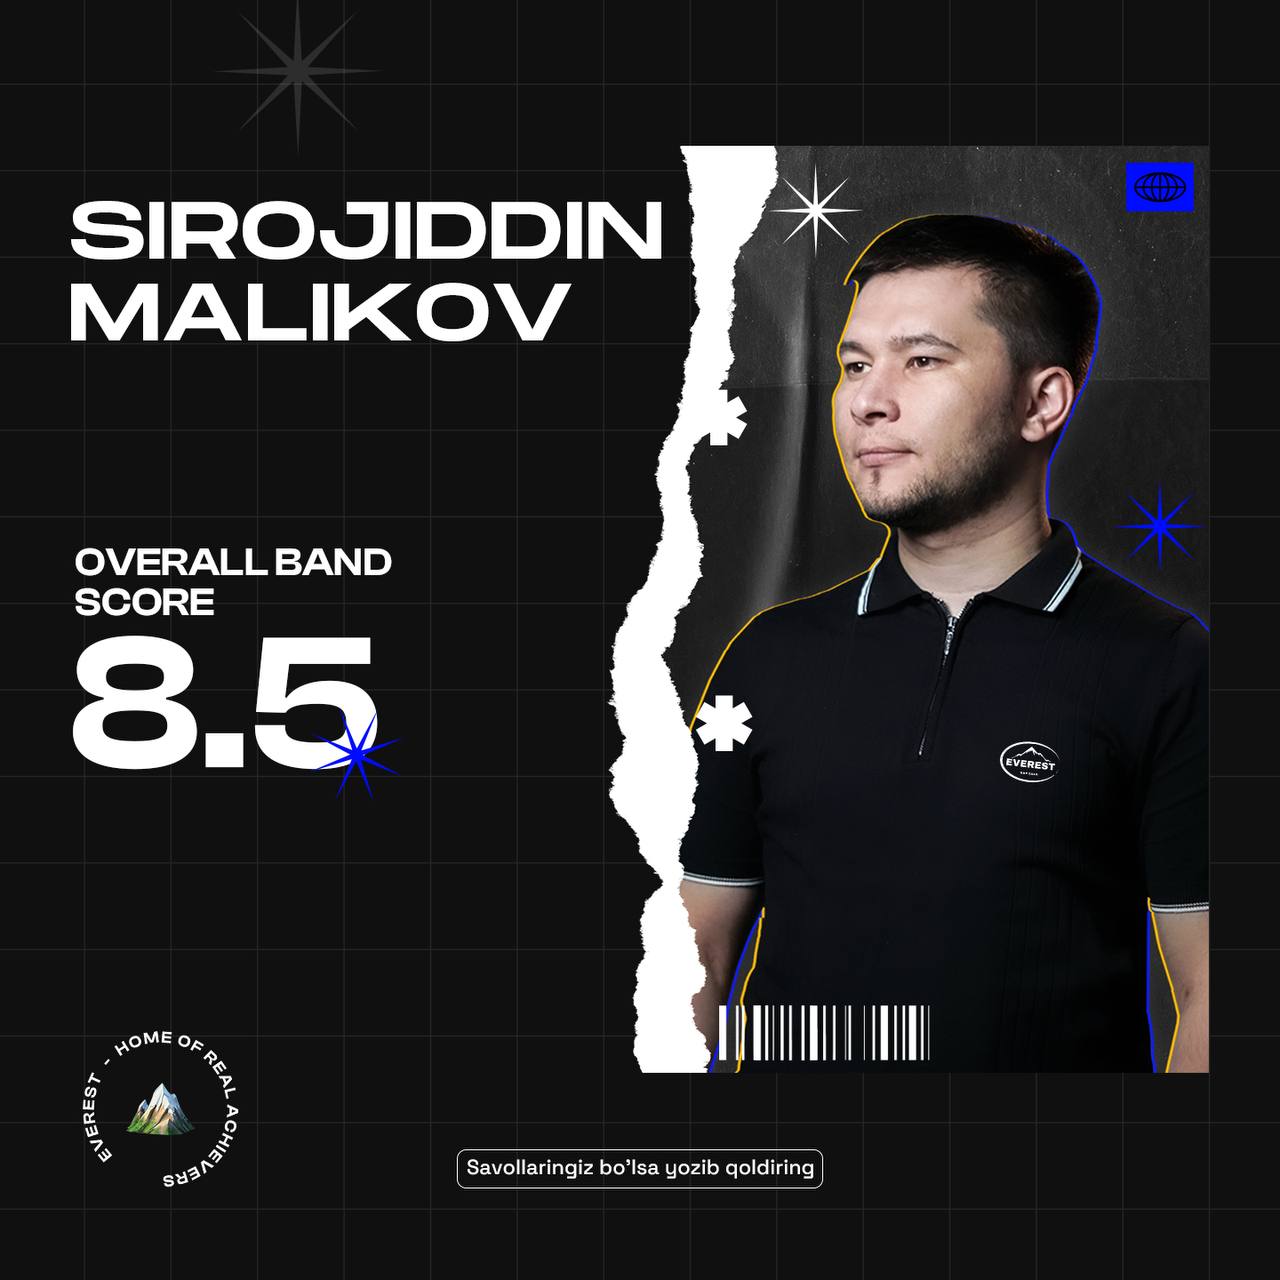 SIROJIDDIN
MALIKOV
OVERALL BAND
SCORE
8.5
EVEREST
EVEREST - HOME OF REAL ACHIEVERS
Savollaringiz bo'lsa yozib qoldiring